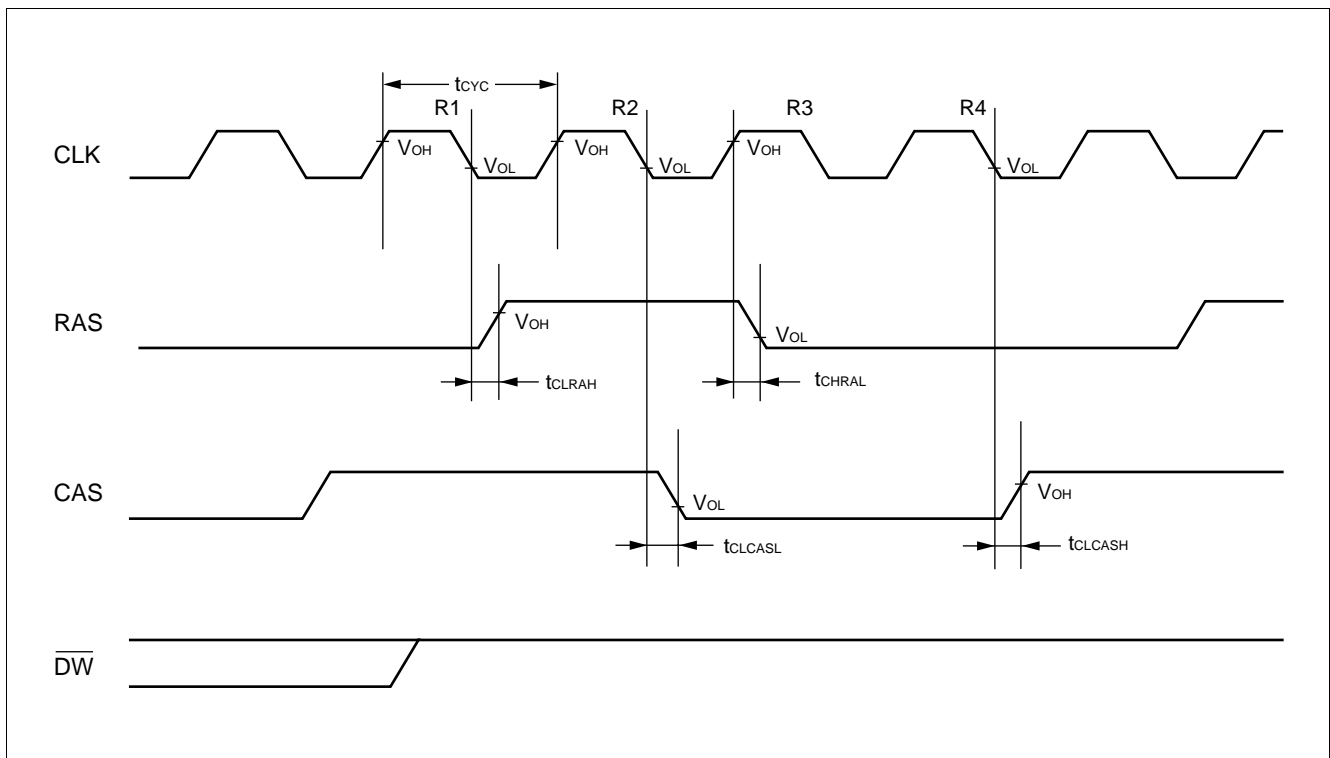 tCYC
R1 R2 R3 R4
CLK VOH VOL VOH VOL VOH VOL
RAS VOH VOL
tCLRAH tCHRAL
CAS VOL VOH
tCLCASL tCLCASH
DW